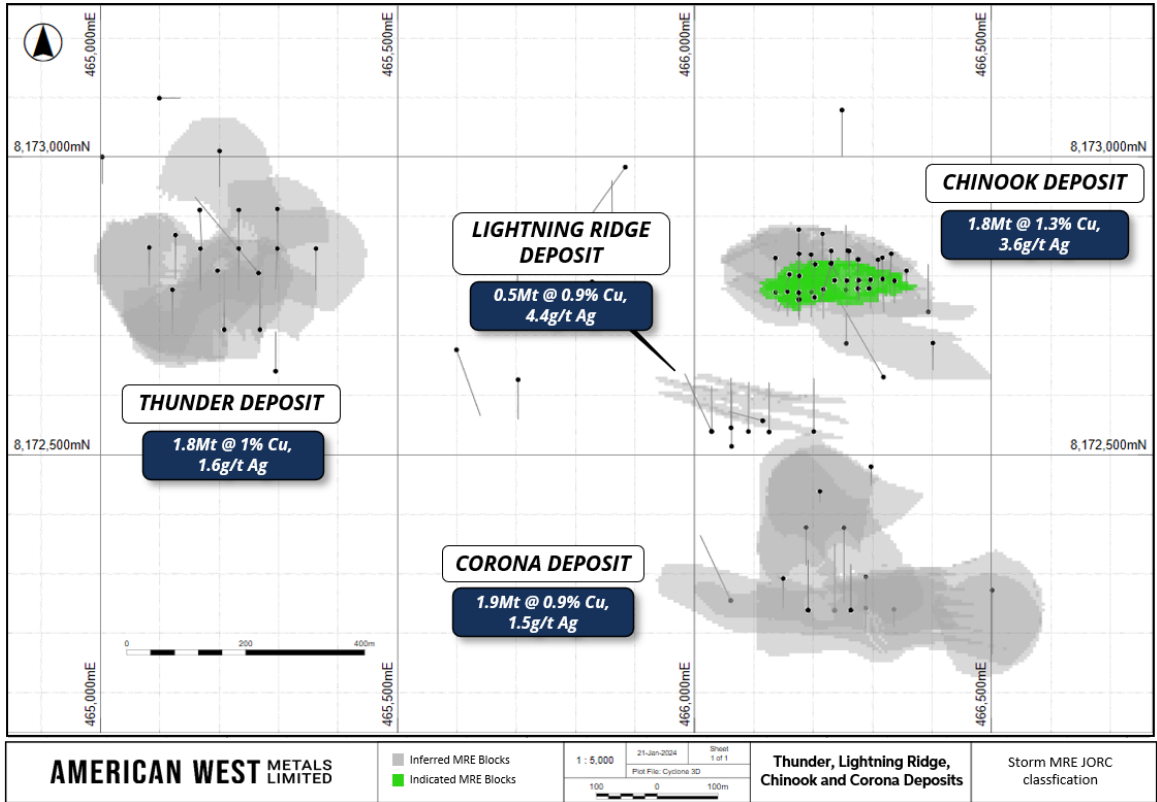 465,000mE
465,500mE
466,000mE
466,500mE
8,173,000mN
8,173,000mN
CHINOOK DEPOSIT
1.8Mt @ 1.3% Cu,
3.6g/t Ag
LIGHTNING RIDGE
DEPOSIT
0.5Mt @ 0.9% Cu,
4.4g/t Ag
THUNDER DEPOSIT
1.8Mt @ 1% Cu,
1.6g/t Ag
8,172,500mN
8,172,500mN
CORONA DEPOSIT
1.9Mt @ 0.9% Cu,
1.5g/t Ag
0 200 400m
465,000mE
465,500mE
466,000mE
466,500mE
AMERICAN WEST METALS
LIMITED
Inferred MRE Blocks
Indicated MRE Blocks
1 : 5,000
21-Jan-2024
Sheet
1 of 1
Plot File: Cyclone 3D
100 0 100m
Thunder, Lightning Ridge,
Chinook and Corona Deposits
Storm MRE JORC
classfication